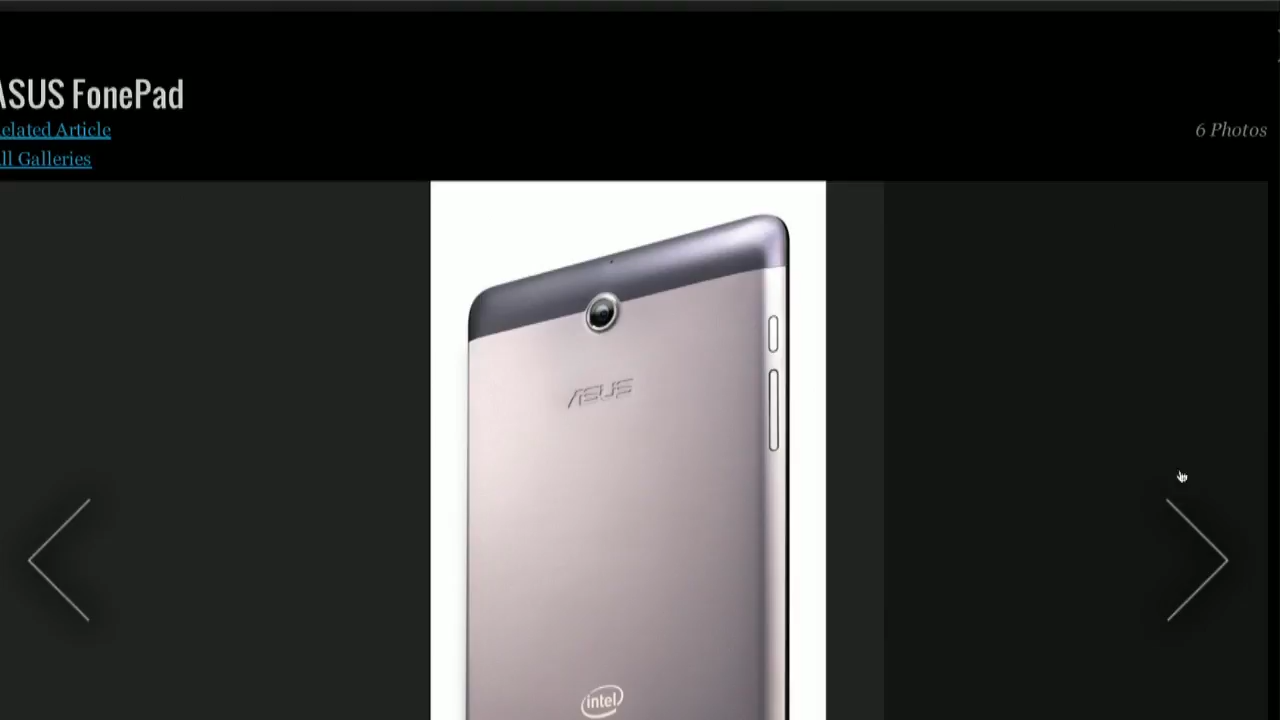 ASUS FonePad
elated Article
ll Galleries
6 Photos
ASUS
intel